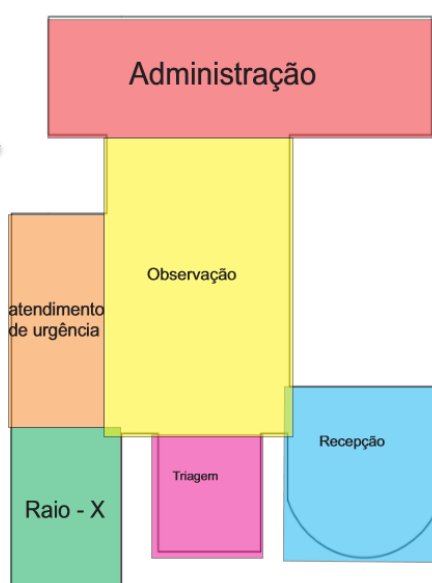 Administração
Observação
atendimento
de urgência
Recepção
Triagem
Raio - X